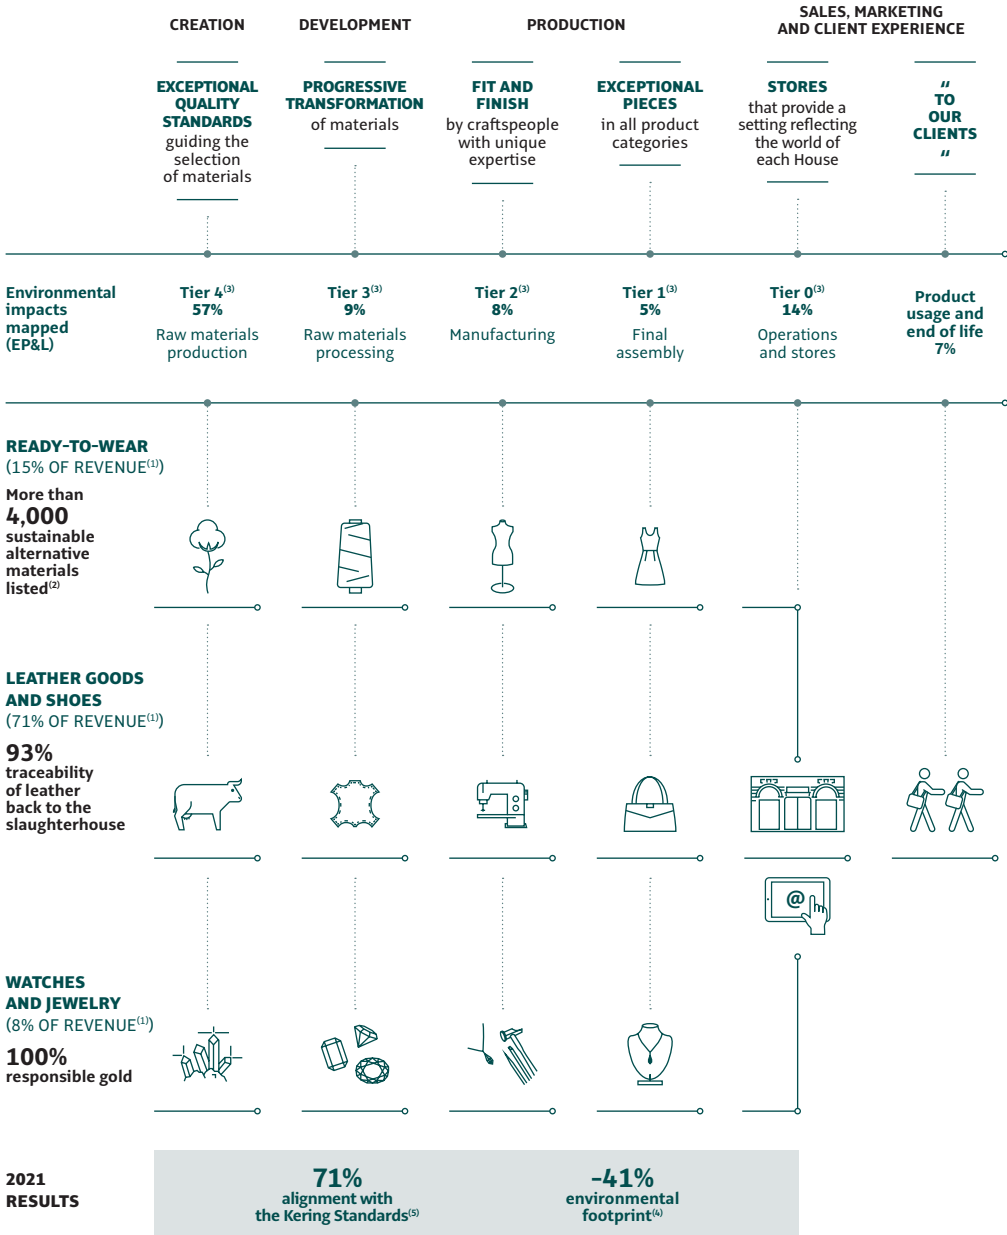 CREATION
DEVELOPMENT
PRODUCTION
SALES, MARKETING
AND CLIENT EXPERIENCE
EXCEPTIONAL
QUALITY
STANDARDS
guiding the
selection
of materials
PROGRESSIVE
TRANSFORMATION
of materials
FIT AND
FINISH
by craftspeople
with unique
expertise
EXCEPTIONAL
PIECES
in all product
categories
STORES
that provide a
setting reflecting
the world of
each House
“
TO
OUR
CLIENTS
“
Environmental
impacts
mapped
(EP&L)
Tier 4(3)
57%
Raw materials
production
Tier 3(3)
9%
Raw materials
processing
Tier 2(3)
8%
Manufacturing
Tier 1(3)
5%
Final
assembly
Tier 0(3)
14%
Operations
and stores
Product
usage and
end of life
7%
READY-TO-WEAR
(15% OF REVENUE(1))
More than
4,000
sustainable
alternative
materials
listed(2)
LEATHER GOODS
AND SHOES
(71% OF REVENUE(1))
93%
traceability
of leather
back to the
slaughterhouse
@
WATCHES
AND JEWELRY
(8% OF REVENUE(1))
100%
responsible gold
2021
RESULTS
71%
alignment with
the Kering Standards(5)
-41%
environmental
footprint(4)